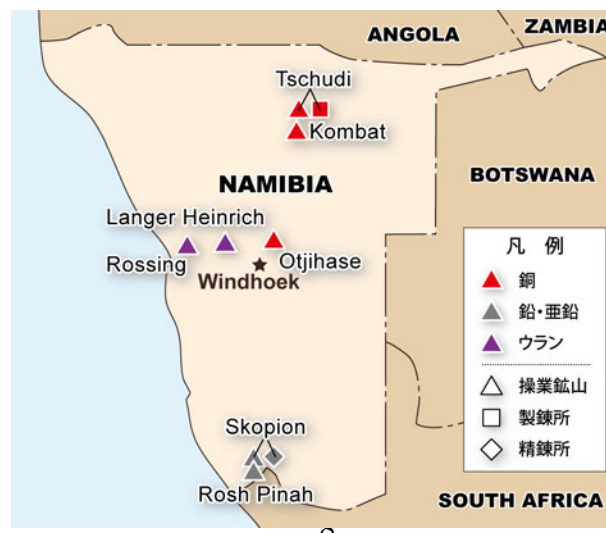 ANGOLA
ZAMBIA
Tschudi
Kombat
NAMIBIA
BOTSWANA
Langer Heinrich
Rossing
Otjihase
Windhoek
凡 例
銅
鉛・亜鉛
ウラン
操業鉱山
製錬所
精錬所
Skopion
Rosh Pinah
SOUTH AFRICA